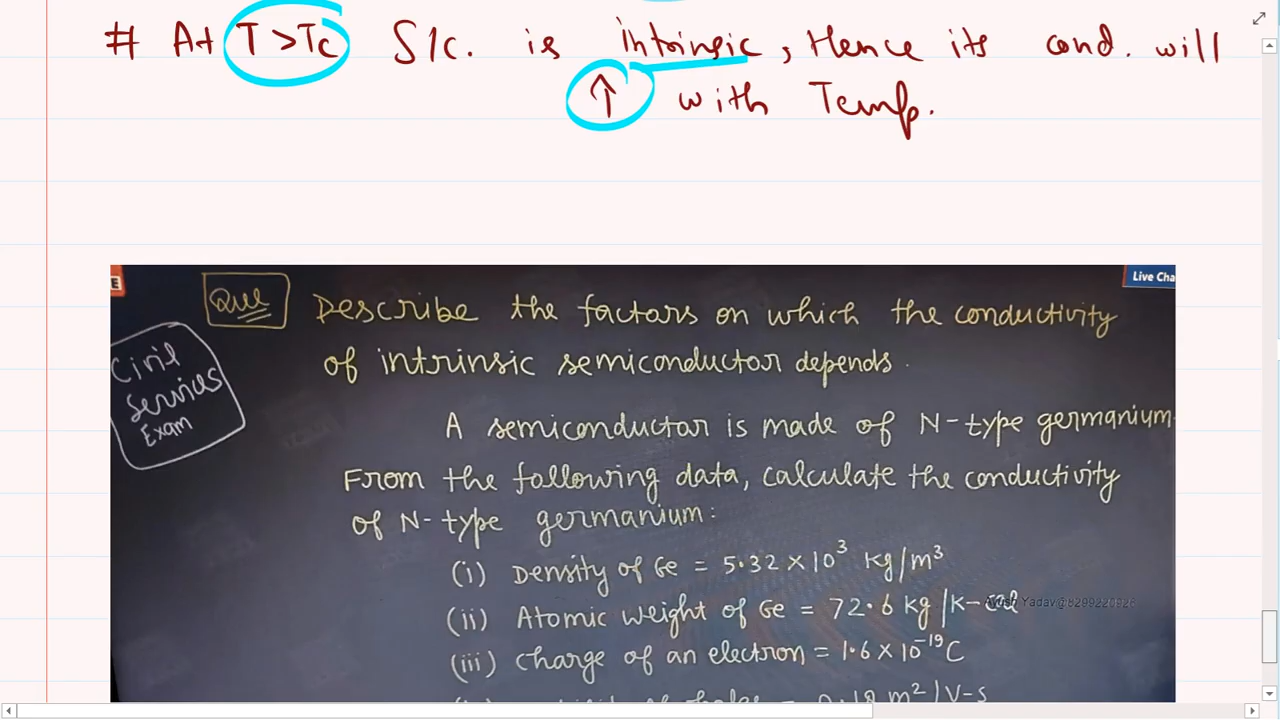 # At T>Tc S/c. is intrinsic, Hence its cond. will
↑ with Temp.
E
Live Cha
Que Describe the factors on which the conductivity
of intrinsic semiconductor depends.
Civil
Services
Exam
A semiconductor is made of N-type germanium.
From the following data, calculate the conductivity
of N-type germanium:
(i) Density of Ge = 5.32 × 10³ kg/m³
(ii) Atomic weight of Ge = 72.6 kg/K-
Yadav@8299220926
(iii) Charge of an electron = 1.6 × 10⁻¹⁹ C
m²/V-s